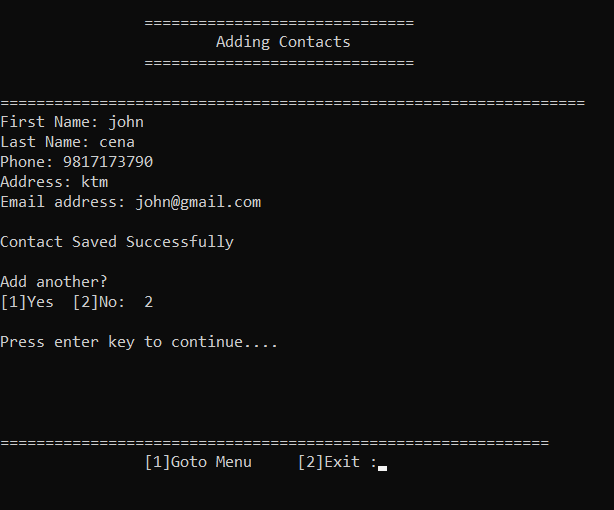 ==============================
Adding Contacts
==============================
=================================================================
First Name: john
Last Name: cena
Phone: 9817173790
Address: ktm
Email address: john@gmail.com
Contact Saved Successfully
Add another?
[1]Yes  [2]No:  2
Press enter key to continue....
=============================================================
[1]Goto Menu     [2]Exit :